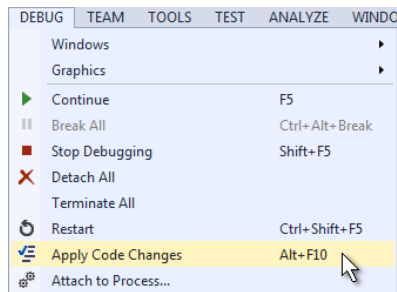 DEBUG TEAM TOOLS TEST ANALYZE WINDO
Windows
Graphics
Continue F5
Break All Ctrl+Alt+Break
Stop Debugging Shift+F5
Detach All
Terminate All
Restart Ctrl+Shift+F5
Apply Code Changes Alt+F10
Attach to Process...